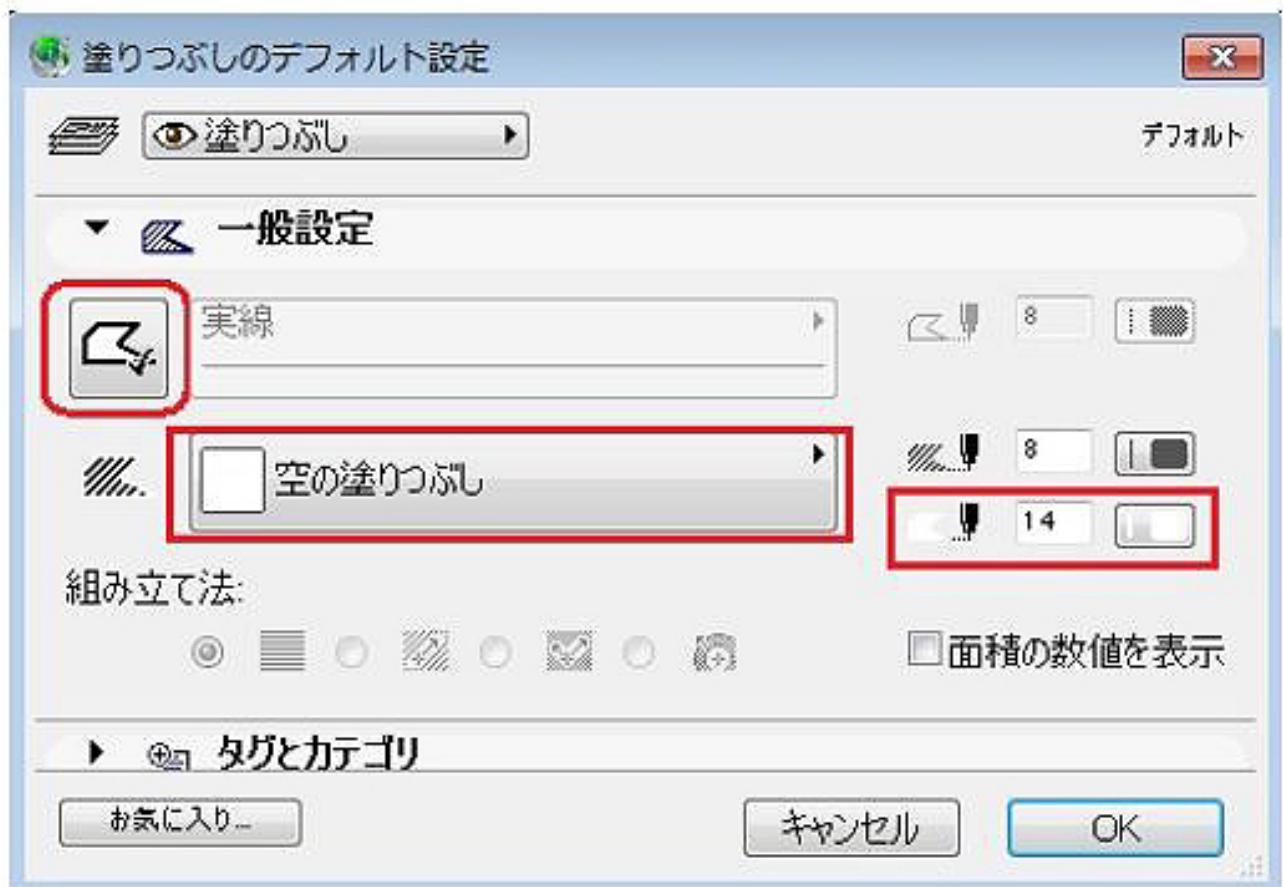 塗りつぶしのデフォルト設定
塗りつぶし
デフォルト
一般設定
実線
8
空の塗りつぶし
8
14
組み立て法:
面積の数値を表示
タグとカテゴリ
お気に入り...
キャンセル
OK